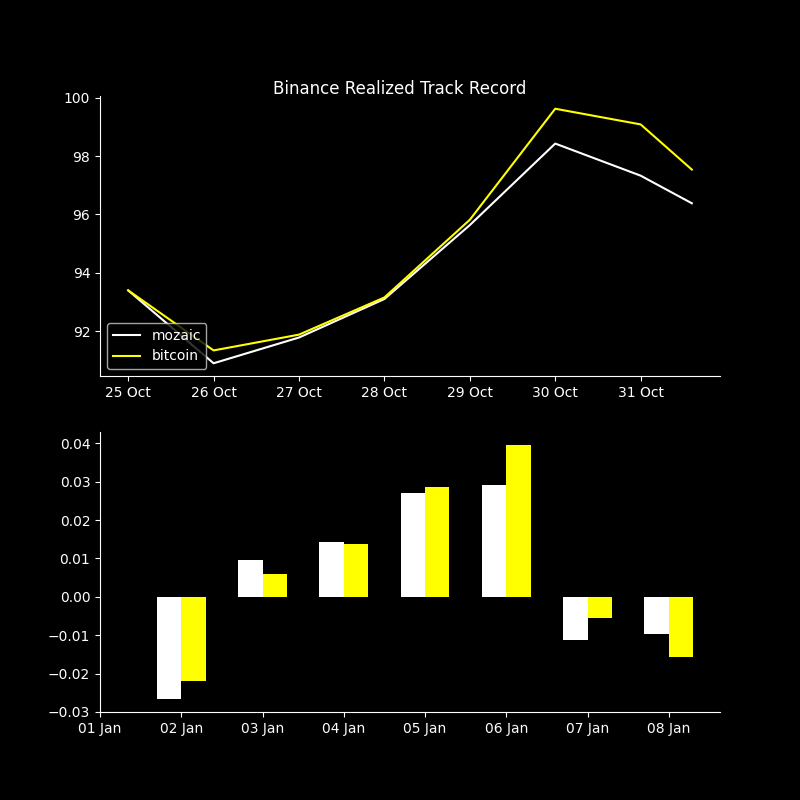 Binance Realized Track Record
100
98
96
94
92
mozaic
bitcoin
25 Oct 26 Oct 27 Oct 28 Oct 29 Oct 30 Oct 31 Oct
0.04
0.03
0.02
0.01
0.00
−0.01
−0.02
−0.03
01 Jan 02 Jan 03 Jan 04 Jan 05 Jan 06 Jan 07 Jan 08 Jan